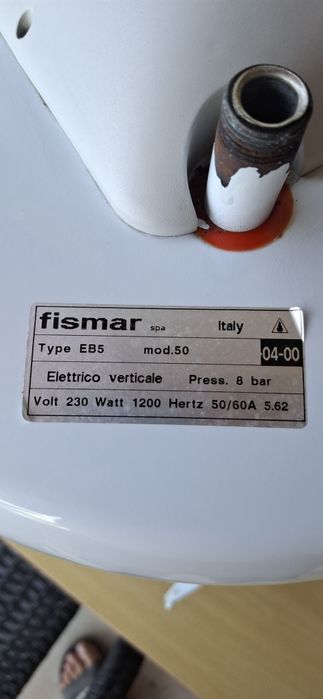 fismar spa Italy
Type EB5 mod.50 04-00
Elettrico verticale Press. 8 bar
Volt 230 Watt 1200 Hertz 50/60A 5.62